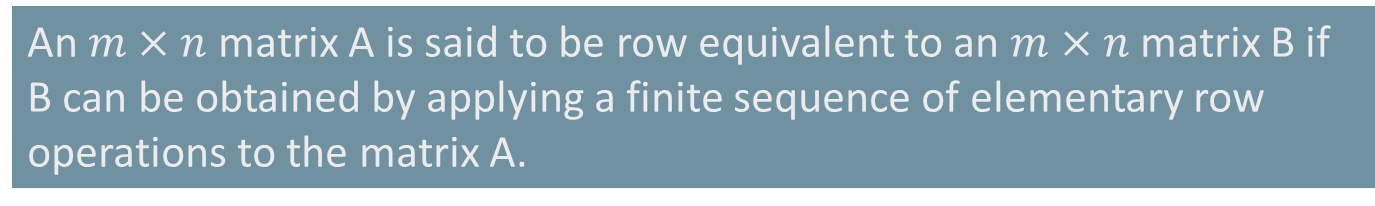 An 𝑚 × 𝑛 matrix A is said to be row equivalent to an 𝑚 × 𝑛 matrix B if
B can be obtained by applying a finite sequence of elementary row
operations to the matrix A.